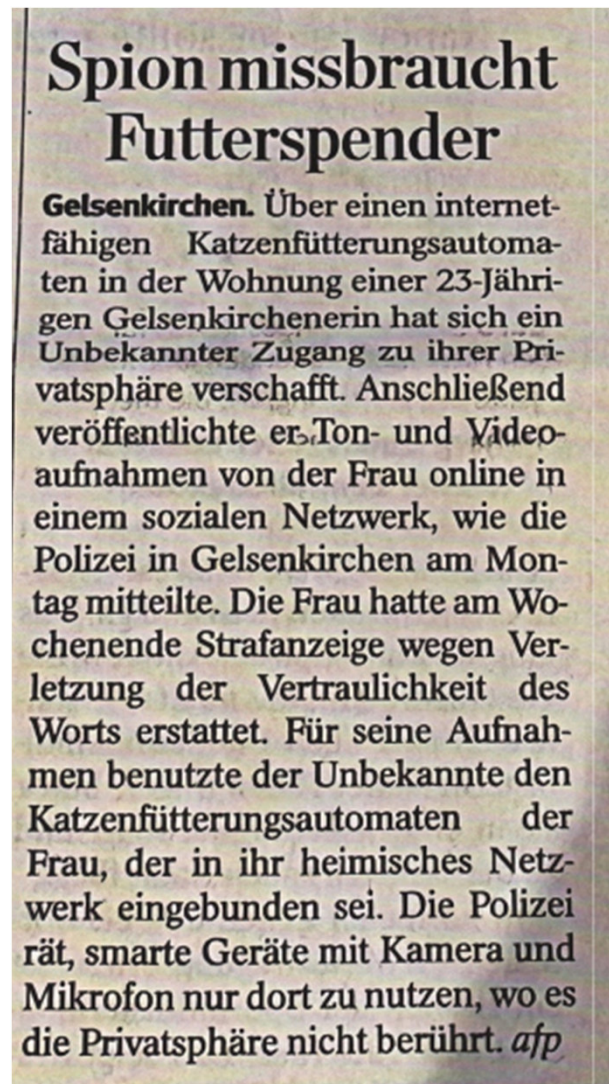 Spion missbraucht
Futterspender
Gelsenkirchen. Über einen internet-
fähigen Katzenfütterungsautoma-
ten in der Wohnung einer 23-Jähri-
gen Gelsenkirchenerin hat sich ein
Unbekannter Zugang zu ihrer Pri-
vatsphäre verschafft. Anschließend
veröffentlichte er Ton- und Video-
aufnahmen von der Frau online in
einem sozialen Netzwerk, wie die
Polizei in Gelsenkirchen am Mon-
tag mitteilte. Die Frau hatte am Wo-
chenende Strafanzeige wegen Ver-
letzung der Vertraulichkeit des
Worts erstattet. Für seine Aufnah-
men benutzte der Unbekannte den
Katzenfütterungsautomaten der
Frau, der in ihr heimisches Netz-
werk eingebunden sei. Die Polizei
rät, smarte Geräte mit Kamera und
Mikrofon nur dort zu nutzen, wo es
die Privatsphäre nicht berührt. afp